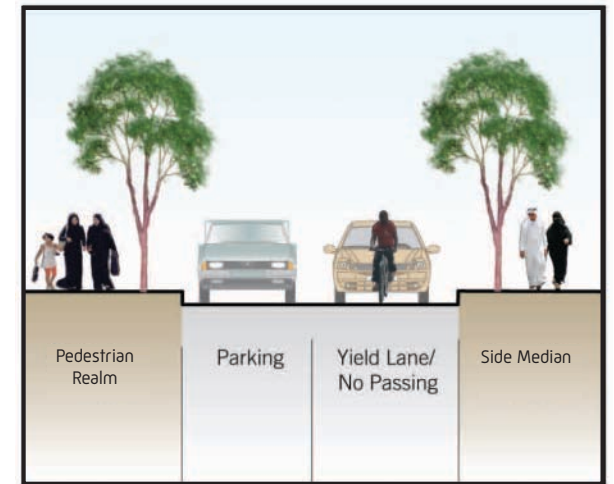 Pedestrian
Realm
Parking
Yield Lane/
No Passing
Side Median